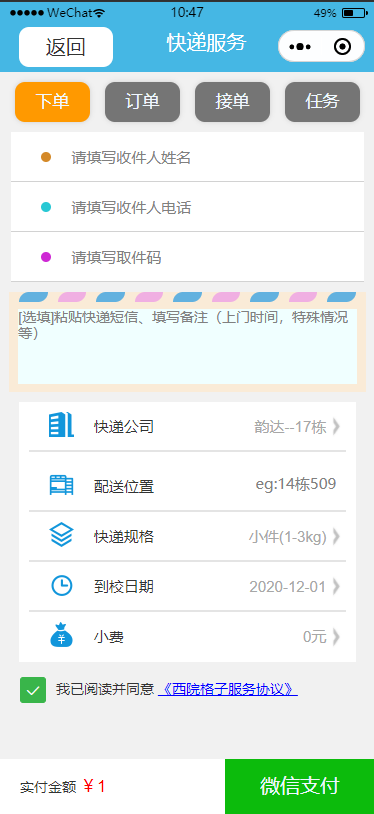 WeChat 10:47 49%
返回 快递服务
下单 订单 接单 任务
请填写收件人姓名
请填写收件人电话
请填写取件码
[选填]粘贴快递短信、填写备注（上门时间，特殊情况
等）
快递公司 韵达--17栋
配送位置 eg:14栋509
快递规格 小件(1-3kg)
到校日期 2020-12-01
小费 0元
我已阅读并同意 《西院格子服务协议》
实付金额 ¥ 1 微信支付